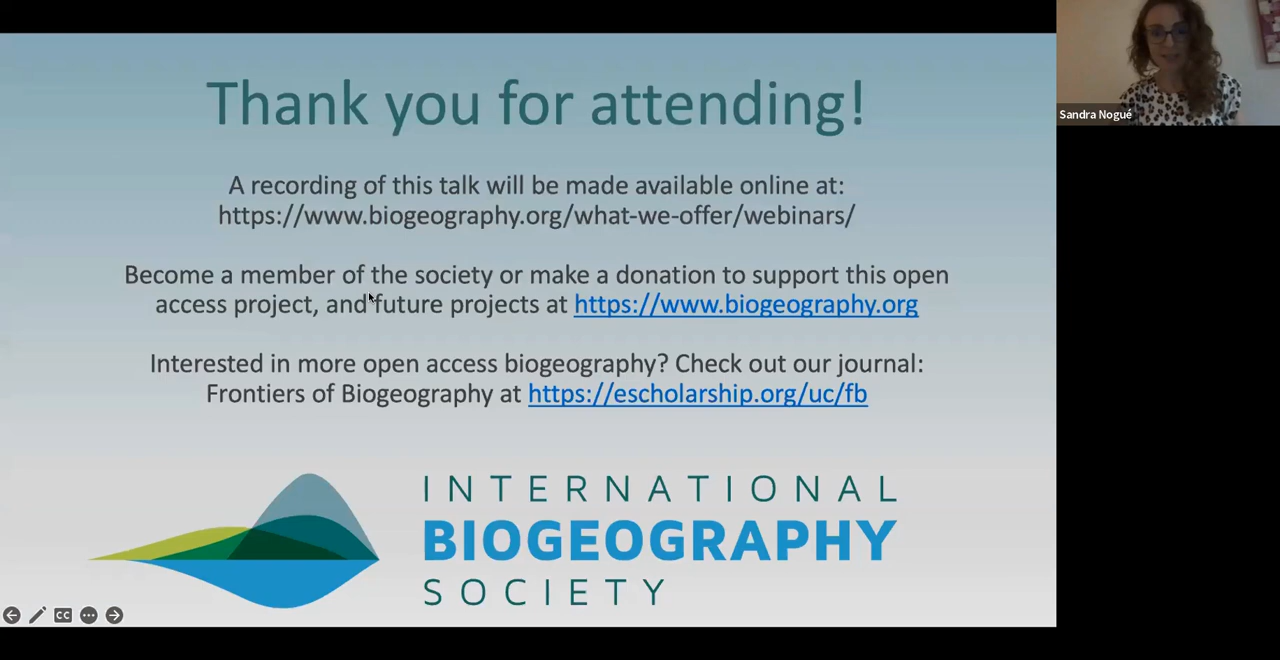 Thank you for attending!
A recording of this talk will be made available online at:
https://www.biogeography.org/what-we-offer/webinars/
Become a member of the society or make a donation to support this open
access project, and future projects at https://www.biogeography.org
Interested in more open access biogeography? Check out our journal:
Frontiers of Biogeography at https://escholarship.org/uc/fb
INTERNATIONAL
BIOGEOGRAPHY
SOCIETY
CC
Sandra Nogué